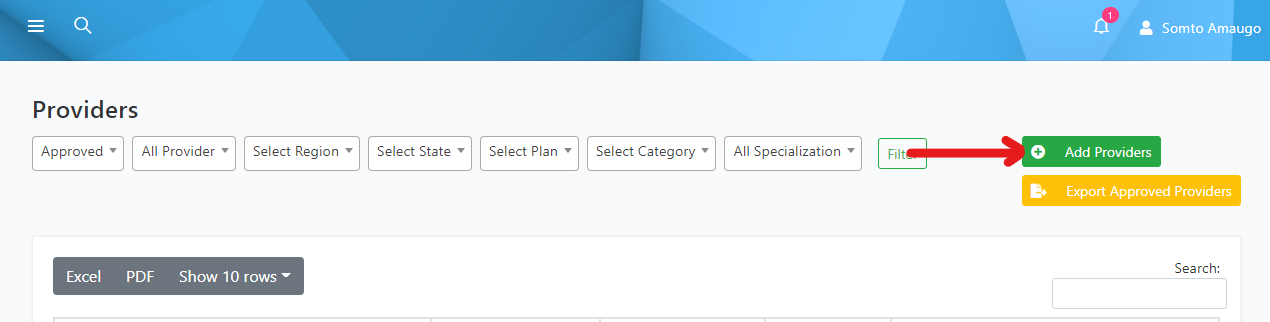 1
Somto Amaugo
Providers
Approved All Provider Select Region Select State Select Plan Select Category All Specialization Filter Add Providers
Export Approved Providers
Excel PDF Show 10 rows
Search: